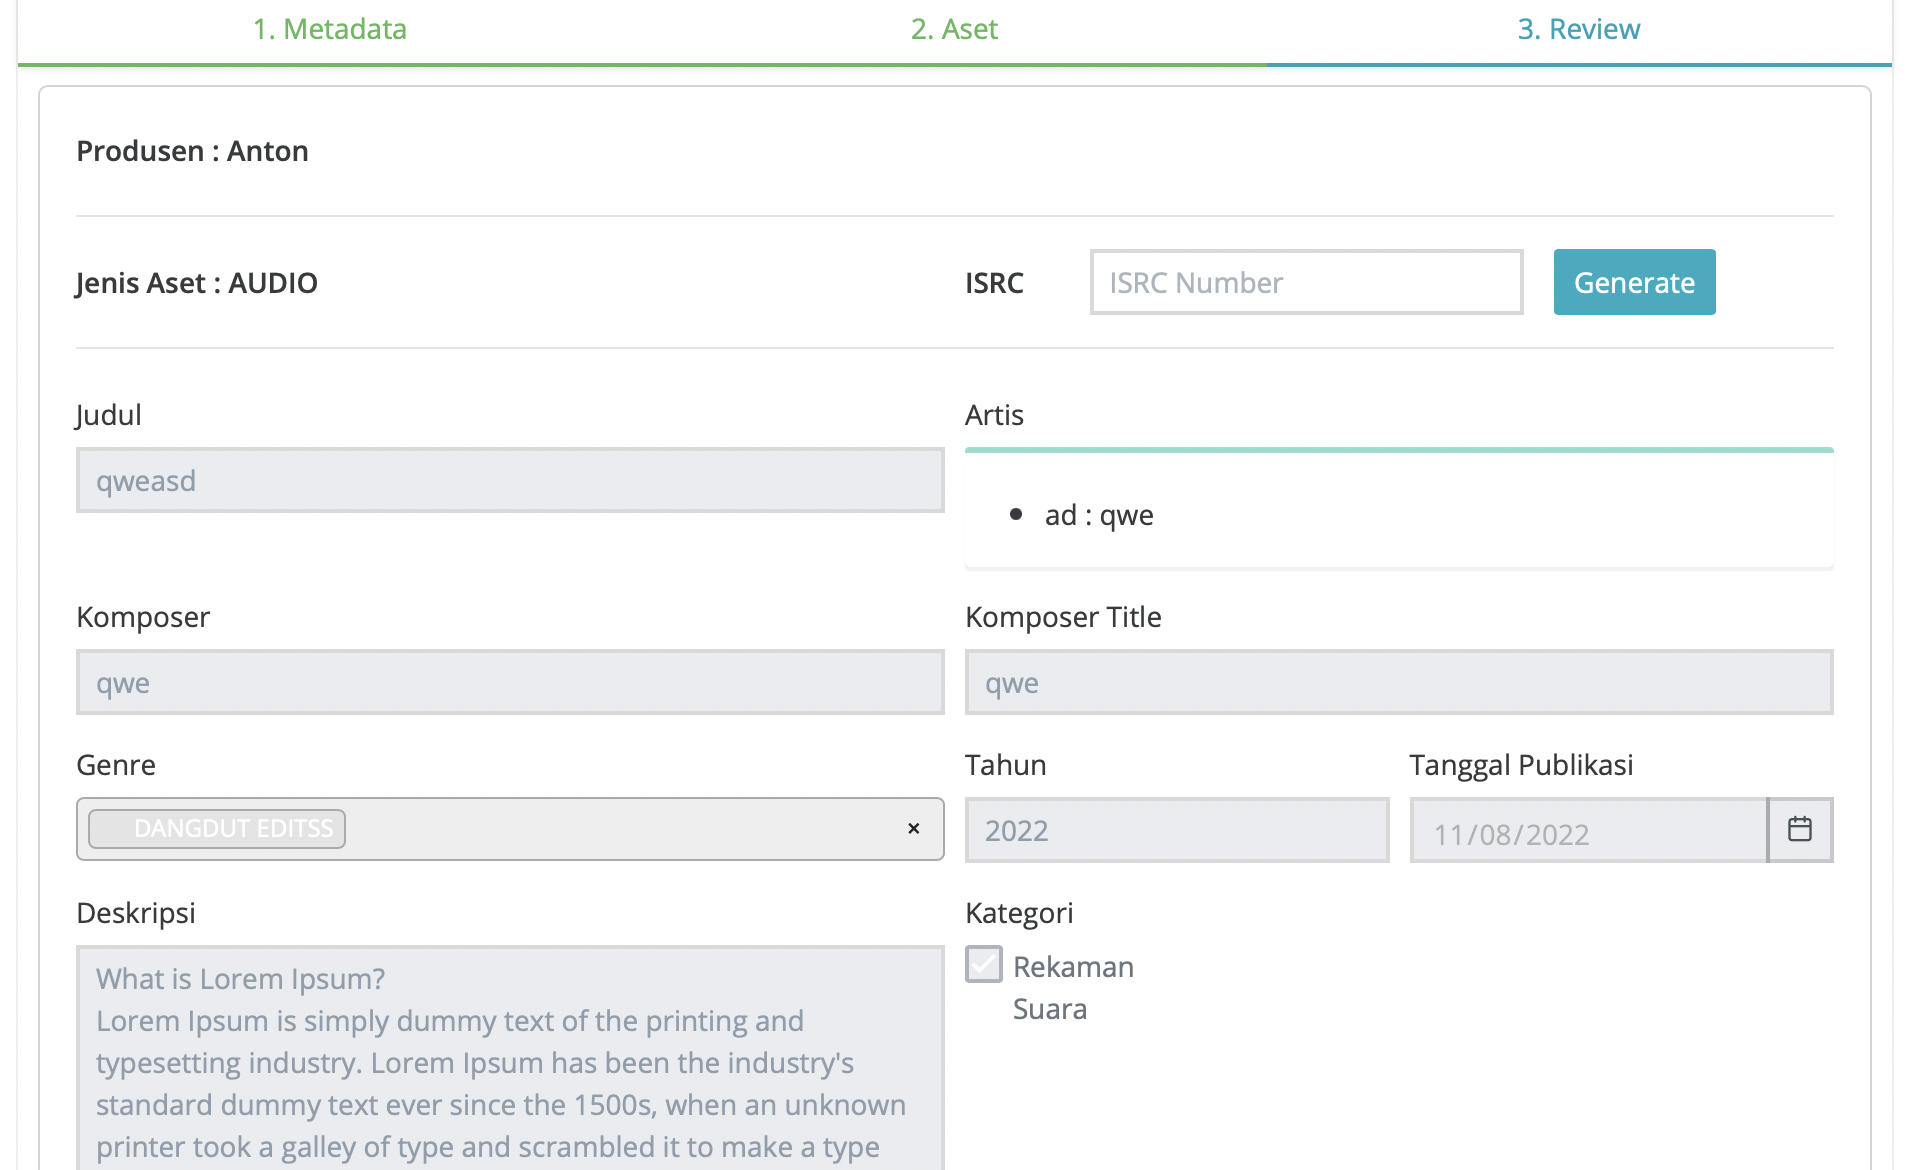 1. Metadata
2. Aset
3. Review
Produsen : Anton
Jenis Aset : AUDIO
ISRC
ISRC Number
Generate
Judul
Artis
qweasd
ad : qwe
Komposer
Komposer Title
qwe
qwe
Genre
Tahun
Tanggal Publikasi
DANGDUT EDITSS
×
2022
11/08/2022
Deskripsi
Kategori
What is Lorem Ipsum?
Lorem Ipsum is simply dummy text of the printing and
typesetting industry. Lorem Ipsum has been the industry's
standard dummy text ever since the 1500s, when an unknown
printer took a galley of type and scrambled it to make a type
Rekaman
Suara